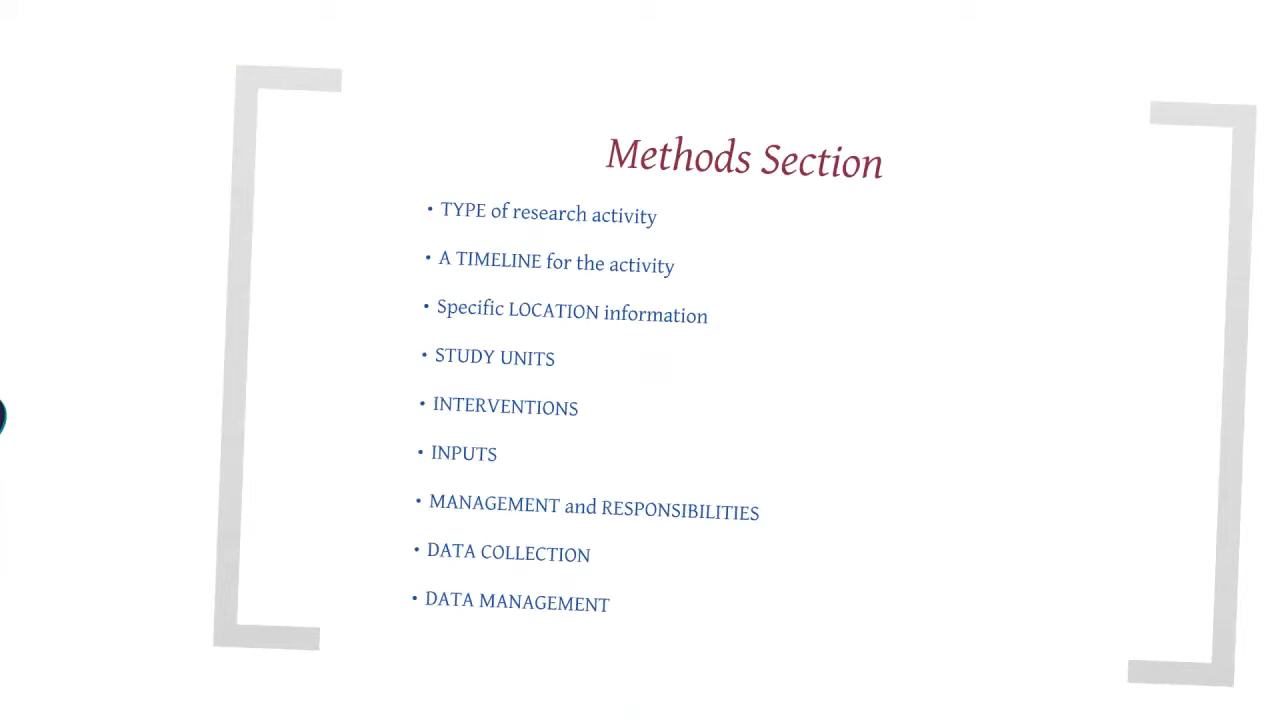 Methods Section
• TYPE of research activity
• A TIMELINE for the activity
• Specific LOCATION information
• STUDY UNITS
• INTERVENTIONS
• INPUTS
• MANAGEMENT and RESPONSIBILITIES
• DATA COLLECTION
• DATA MANAGEMENT